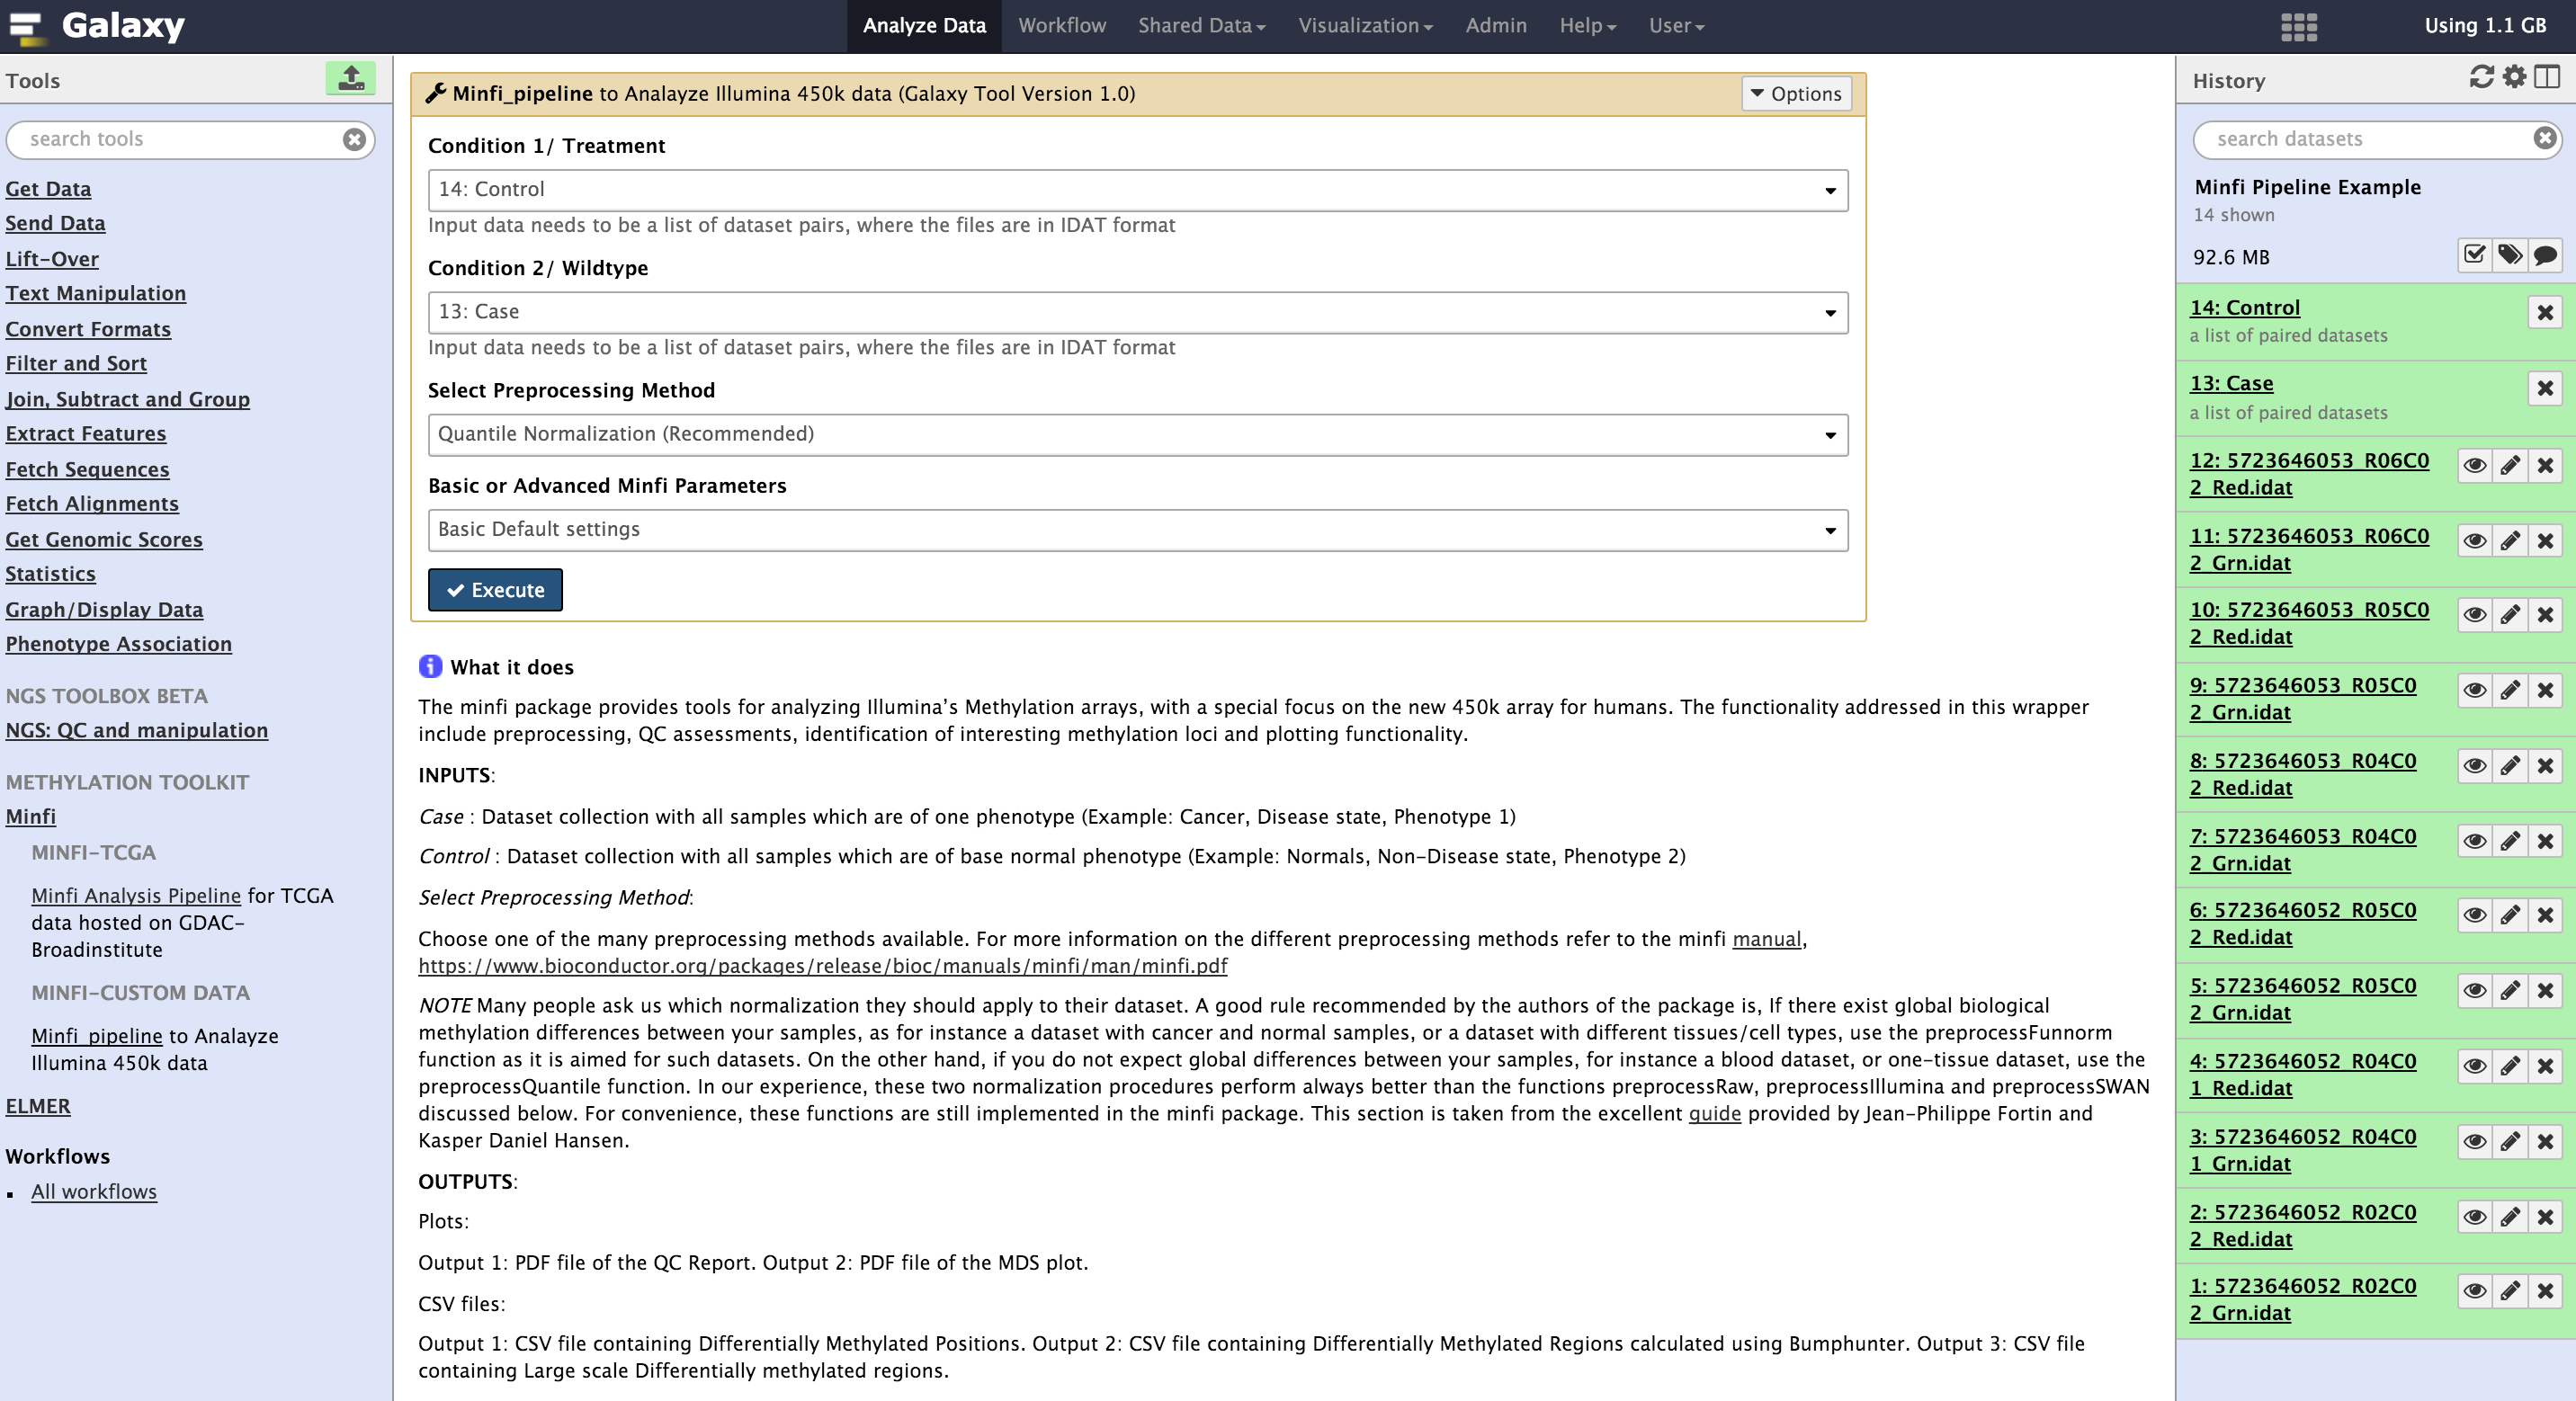 Galaxy
Analyze Data Workflow Shared Data Visualization Admin Help User
Using 1.1 GB
Tools
search tools
Get Data
Send Data
Lift-Over
Text Manipulation
Convert Formats
Filter and Sort
Join, Subtract and Group
Extract Features
Fetch Sequences
Fetch Alignments
Get Genomic Scores
Statistics
Graph/Display Data
Phenotype Association
NGS TOOLBOX BETA
NGS: QC and manipulation
METHYLATION TOOLKIT
Minfi
MINFI-TCGA
Minfi Analysis Pipeline for TCGA
data hosted on GDAC-
Broadinstitute
MINFI-CUSTOM DATA
Minfi_pipeline to Analayze
Illumina 450k data
ELMER
Workflows
All workflows
Minfi_pipeline to Analayze Illumina 450k data (Galaxy Tool Version 1.0)
Options
Condition 1/ Treatment
14: Control
Input data needs to be a list of dataset pairs, where the files are in IDAT format
Condition 2/ Wildtype
13: Case
Input data needs to be a list of dataset pairs, where the files are in IDAT format
Select Preprocessing Method
Quantile Normalization (Recommended)
Basic or Advanced Minfi Parameters
Basic Default settings
Execute
What it does
The minfi package provides tools for analyzing Illumina's Methylation arrays, with a special focus on the new 450k array for humans. The functionality addressed in this wrapper
include preprocessing, QC assessments, identification of interesting methylation loci and plotting functionality.
INPUTS:
Case : Dataset collection with all samples which are of one phenotype (Example: Cancer, Disease state, Phenotype 1)
Control : Dataset collection with all samples which are of base normal phenotype (Example: Normals, Non-Disease state, Phenotype 2)
Select Preprocessing Method:
Choose one of the many preprocessing methods available. For more information on the different preprocessing methods refer to the minfi manual,
https://www.bioconductor.org/packages/release/bioc/manuals/minfi/man/minfi.pdf
NOTE Many people ask us which normalization they should apply to their dataset. A good rule recommended by the authors of the package is, If there exist global biological
methylation differences between your samples, as for instance a dataset with cancer and normal samples, or a dataset with different tissues/cell types, use the preprocessFunnorm
function as it is aimed for such datasets. On the other hand, if you do not expect global differences between your samples, for instance a blood dataset, or one-tissue dataset, use the
preprocessQuantile function. In our experience, these two normalization procedures perform always better than the functions preprocessRaw, preprocessIllumina and preprocessSWAN
discussed below. For convenience, these functions are still implemented in the minfi package. This section is taken from the excellent guide provided by Jean-Philippe Fortin and
Kasper Daniel Hansen.
OUTPUTS:
Plots:
Output 1: PDF file of the QC Report. Output 2: PDF file of the MDS plot.
CSV files:
Output 1: CSV file containing Differentially Methylated Positions. Output 2: CSV file containing Differentially Methylated Regions calculated using Bumphunter. Output 3: CSV file
containing Large scale Differentially methylated regions.
History
search datasets
Minfi Pipeline Example
14 shown
92.6 MB
14: Control
a list of paired datasets
13: Case
a list of paired datasets
12: 5723646053_R06C0
2_Red.idat
11: 5723646053_R06C0
2_Grn.idat
10: 5723646053_R05C0
2_Red.idat
9: 5723646053_R05C0
2_Grn.idat
8: 5723646053_R04C0
2_Red.idat
7: 5723646053_R04C0
2_Grn.idat
6: 5723646052_R05C0
2_Red.idat
5: 5723646052_R05C0
2_Grn.idat
4: 5723646052_R04C0
1_Red.idat
3: 5723646052_R04C0
1_Grn.idat
2: 5723646052_R02C0
2_Red.idat
1: 5723646052_R02C0
2_Grn.idat